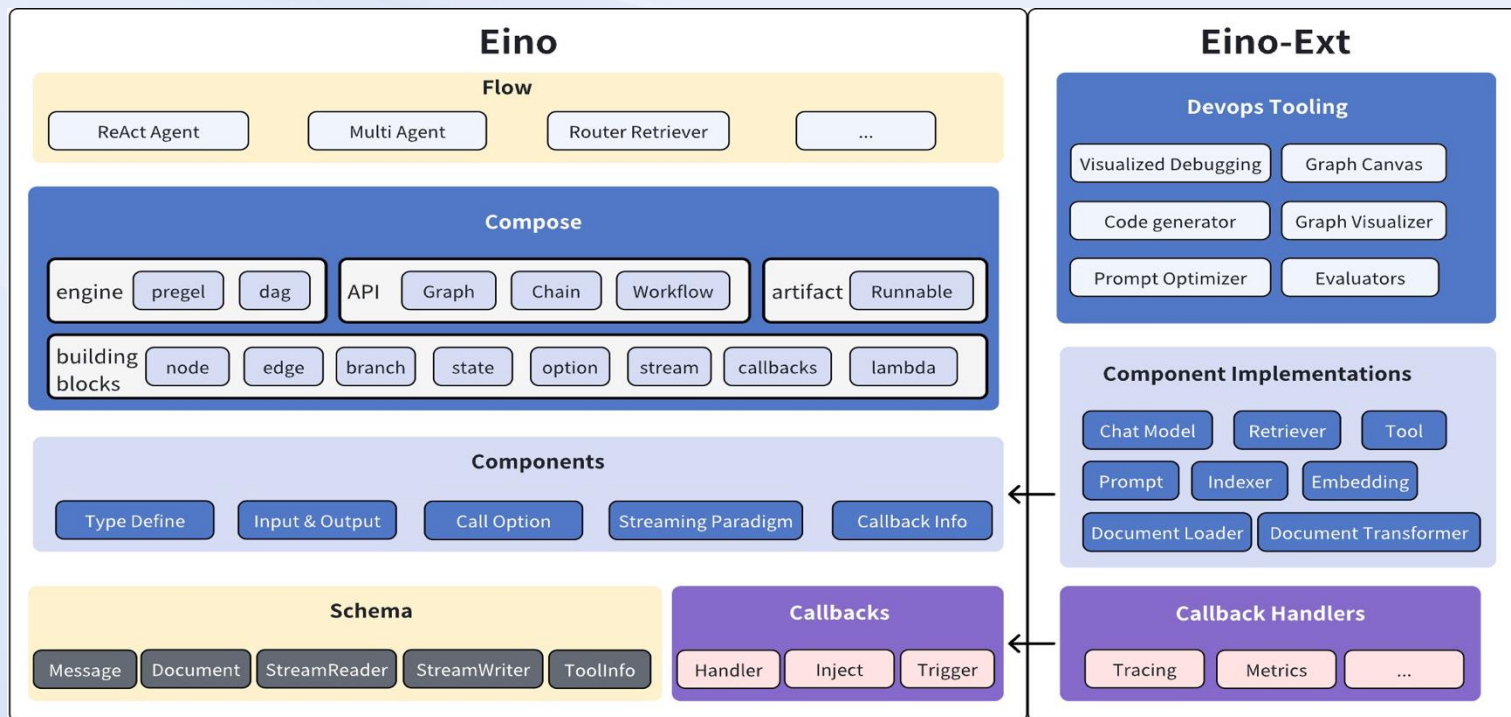 Eino
Flow
ReAct Agent
Multi Agent
Router Retriever
...
Compose
engine
pregel
dag
API
Graph
Chain
Workflow
artifact
Runnable
building
blocks
node
edge
branch
state
option
stream
callbacks
lambda
Components
Type Define
Input & Output
Call Option
Streaming Paradigm
Callback Info
Schema
Message
Document
StreamReader
StreamWriter
ToolInfo
Callbacks
Handler
Inject
Trigger
Eino-Ext
Devops Tooling
Visualized Debugging
Graph Canvas
Code generator
Graph Visualizer
Prompt Optimizer
Evaluators
Component Implementations
Chat Model
Retriever
Tool
Prompt
Indexer
Embedding
Document Loader
Document Transformer
Callback Handlers
Tracing
Metrics
...